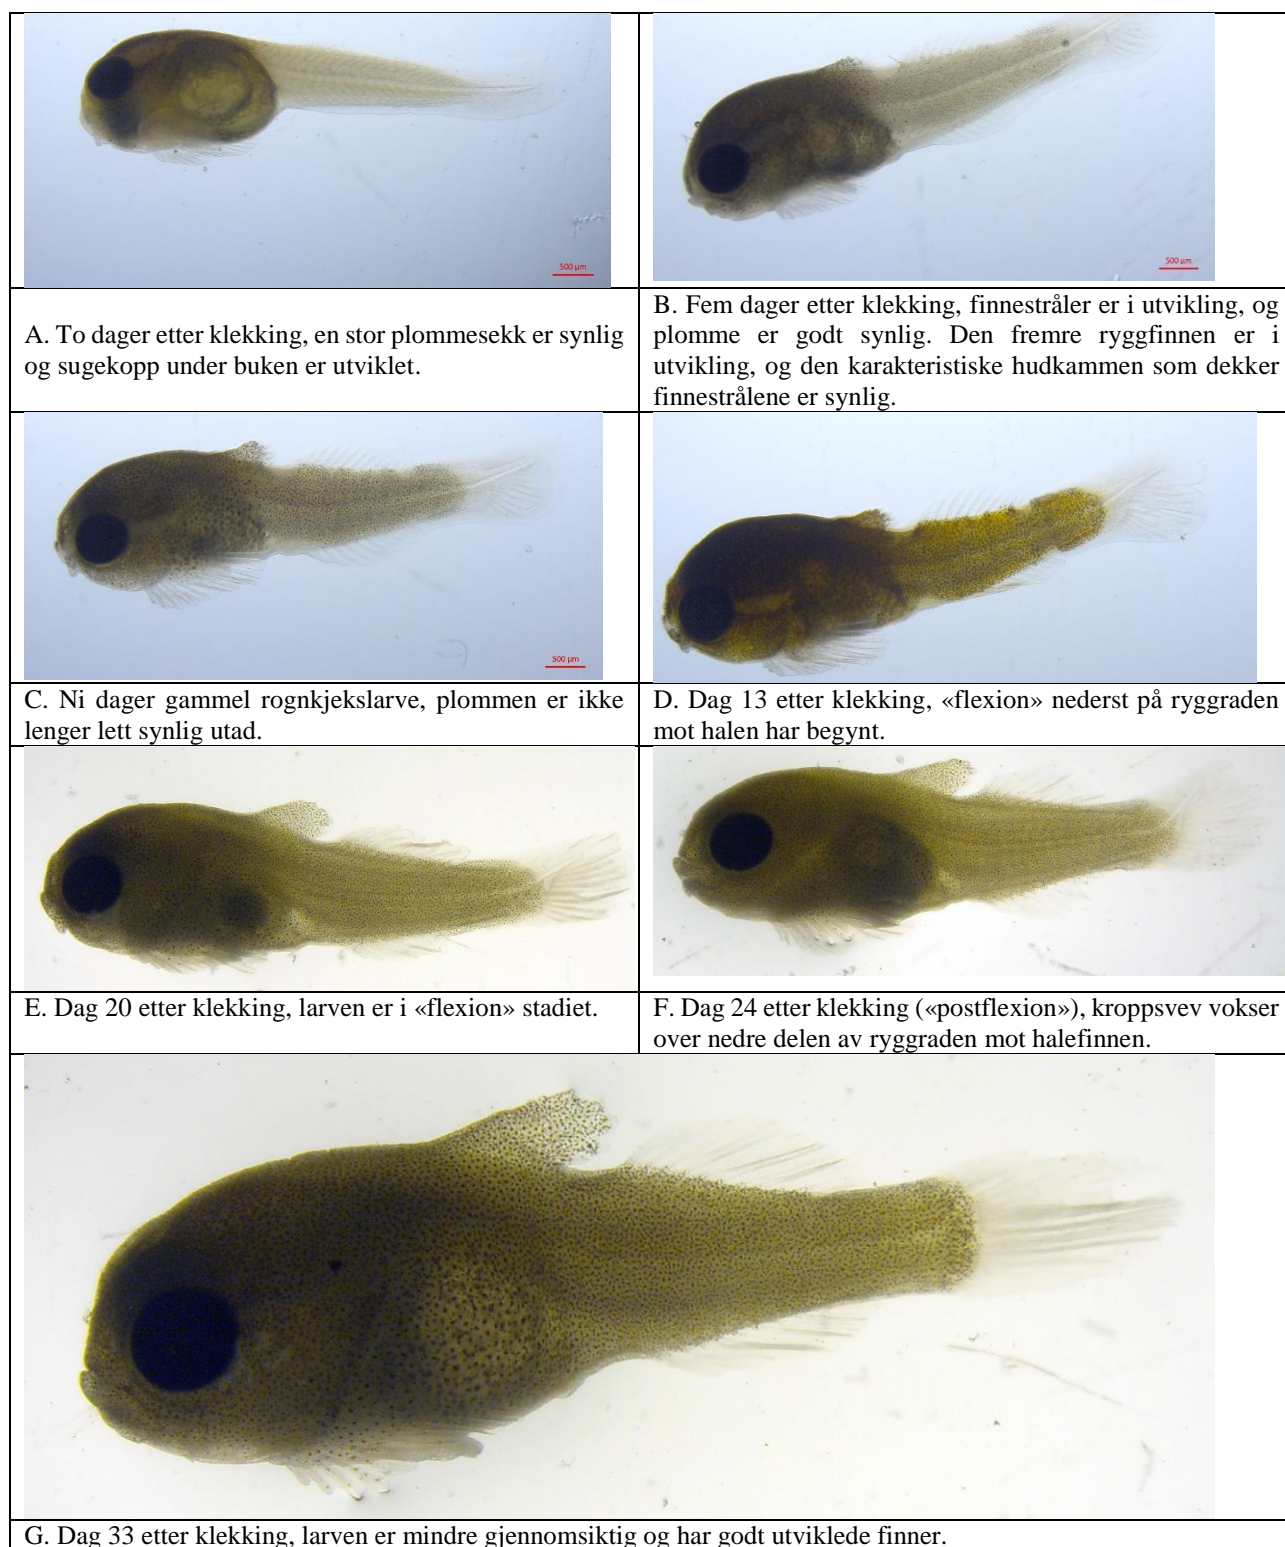 500 µm
500 µm
A. To dager etter klekking, en stor plommesekk er synlig
og sugekopp under buken er utviklet.
B. Fem dager etter klekking, finnestråler er i utvikling, og
plomme er godt synlig. Den fremre ryggfinnen er i
utvikling, og den karakteristiske hudkammen som dekker
finnestrålene er synlig.
500 µm
C. Ni dager gammel rognkjekslarve, plommen er ikke
lenger lett synlig utad.
D. Dag 13 etter klekking, «flexion» nederst på ryggraden
mot halen har begynt.
E. Dag 20 etter klekking, larven er i «flexion» stadiet.
F. Dag 24 etter klekking («postflexion»), kroppsvev vokser
over nedre delen av ryggraden mot halefinnen.
G. Dag 33 etter klekking, larven er mindre gjennomsiktig og har godt utviklede finner.